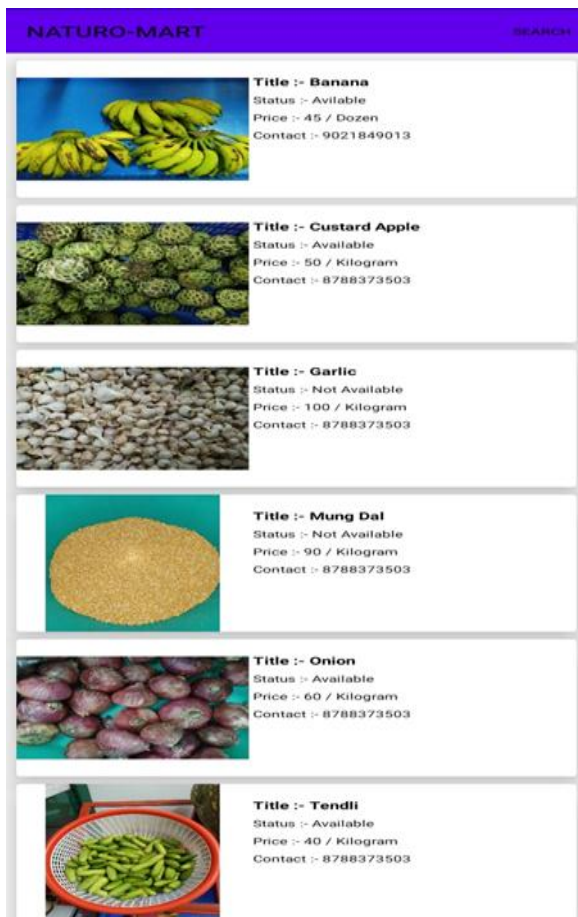 NATURO-MART
SEARCH
Title :- Banana
Status :- Avilable
Price :- 45 / Dozen
Contact :- 9021849013
Title :- Custard Apple
Status :- Available
Price :- 50 / Kilogram
Contact :- 8788373503
Title :- Garlic
Status :- Not Available
Price :- 100 / Kilogram
Contact :- 8788373503
Title :- Mung Dal
Status :- Not Available
Price :- 90 / Kilogram
Contact :- 8788373503
Title :- Onion
Status :- Available
Price :- 60 / Kilogram
Contact :- 8788373503
Title :- Tendli
Status :- Available
Price :- 40 / Kilogram
Contact :- 8788373503